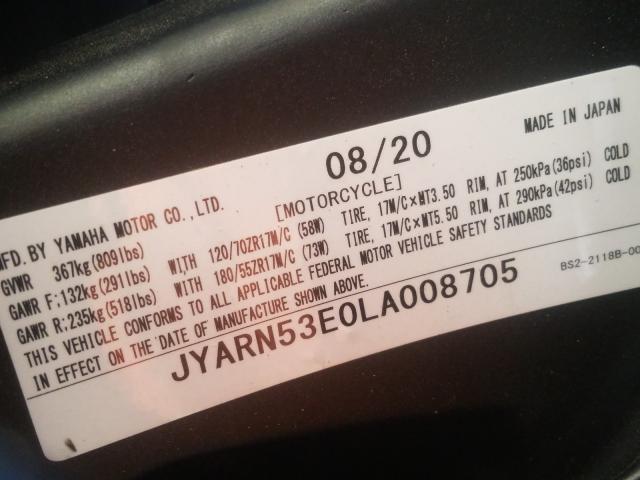 MFD. BY YAMAHA MOTOR CO., LTD. 08/20 MADE IN JAPAN
GVWR 367kg(809lbs) [MOTORCYCLE]
GAWR F:132kg(291lbs) WITH 120/70ZR17M/C (58W) TIRE, 17M/C×MT3.50 RIM, AT 250kPa(36psi) COLD
GAWR R:235kg(518lbs) WITH 180/55ZR17M/C (73W) TIRE, 17M/C×MT5.50 RIM, AT 290kPa(42psi) COLD
THIS VEHICLE CONFORMS TO ALL APPLICABLE FEDERAL MOTOR VEHICLE SAFETY STANDARDS
IN EFFECT ON THE DATE OF MANUFACTURE SHOWN ABOVE.
BS2-2118B-00
JYARN53E0LA008705